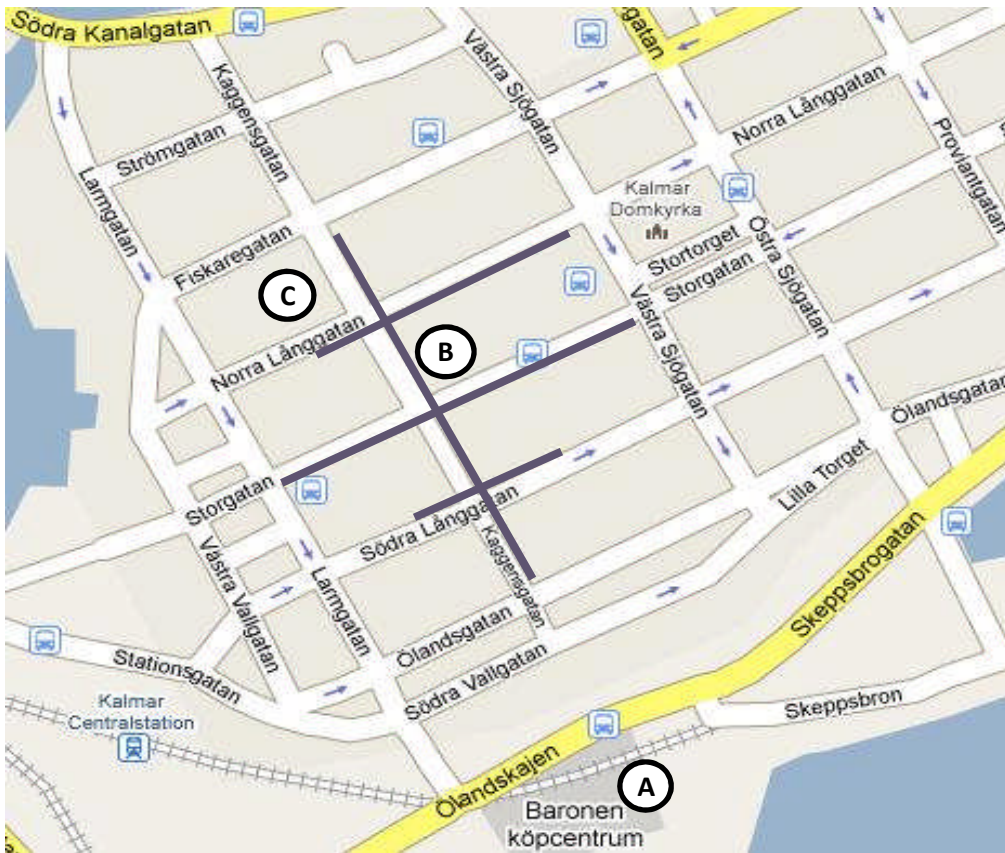 Södra Kanalgatan
Kaggensgatan
Västra Sjögatan
gatan
Norra Långgatan
Proviantgatan
Strömgatan
Larmgatan
Fiskaregatan
Kalmar
Domkyrka
Stortorget
Storgatan
Östra Sjögatan
Västra Sjögatan
C
B
Norra Långgatan
Storgatan
Södra Långgatan
Ölandsgatan
Lilla Torget
Västra Vallgatan
Larmgatan
Kaggensgatan
Ölandsgatan
Södra Vallgatan
Stationsgatan
Skeppsbrogatan
Skeppsbron
Kalmar
Centralstation
Ölandskajen
A
Baronen
köpcentrum